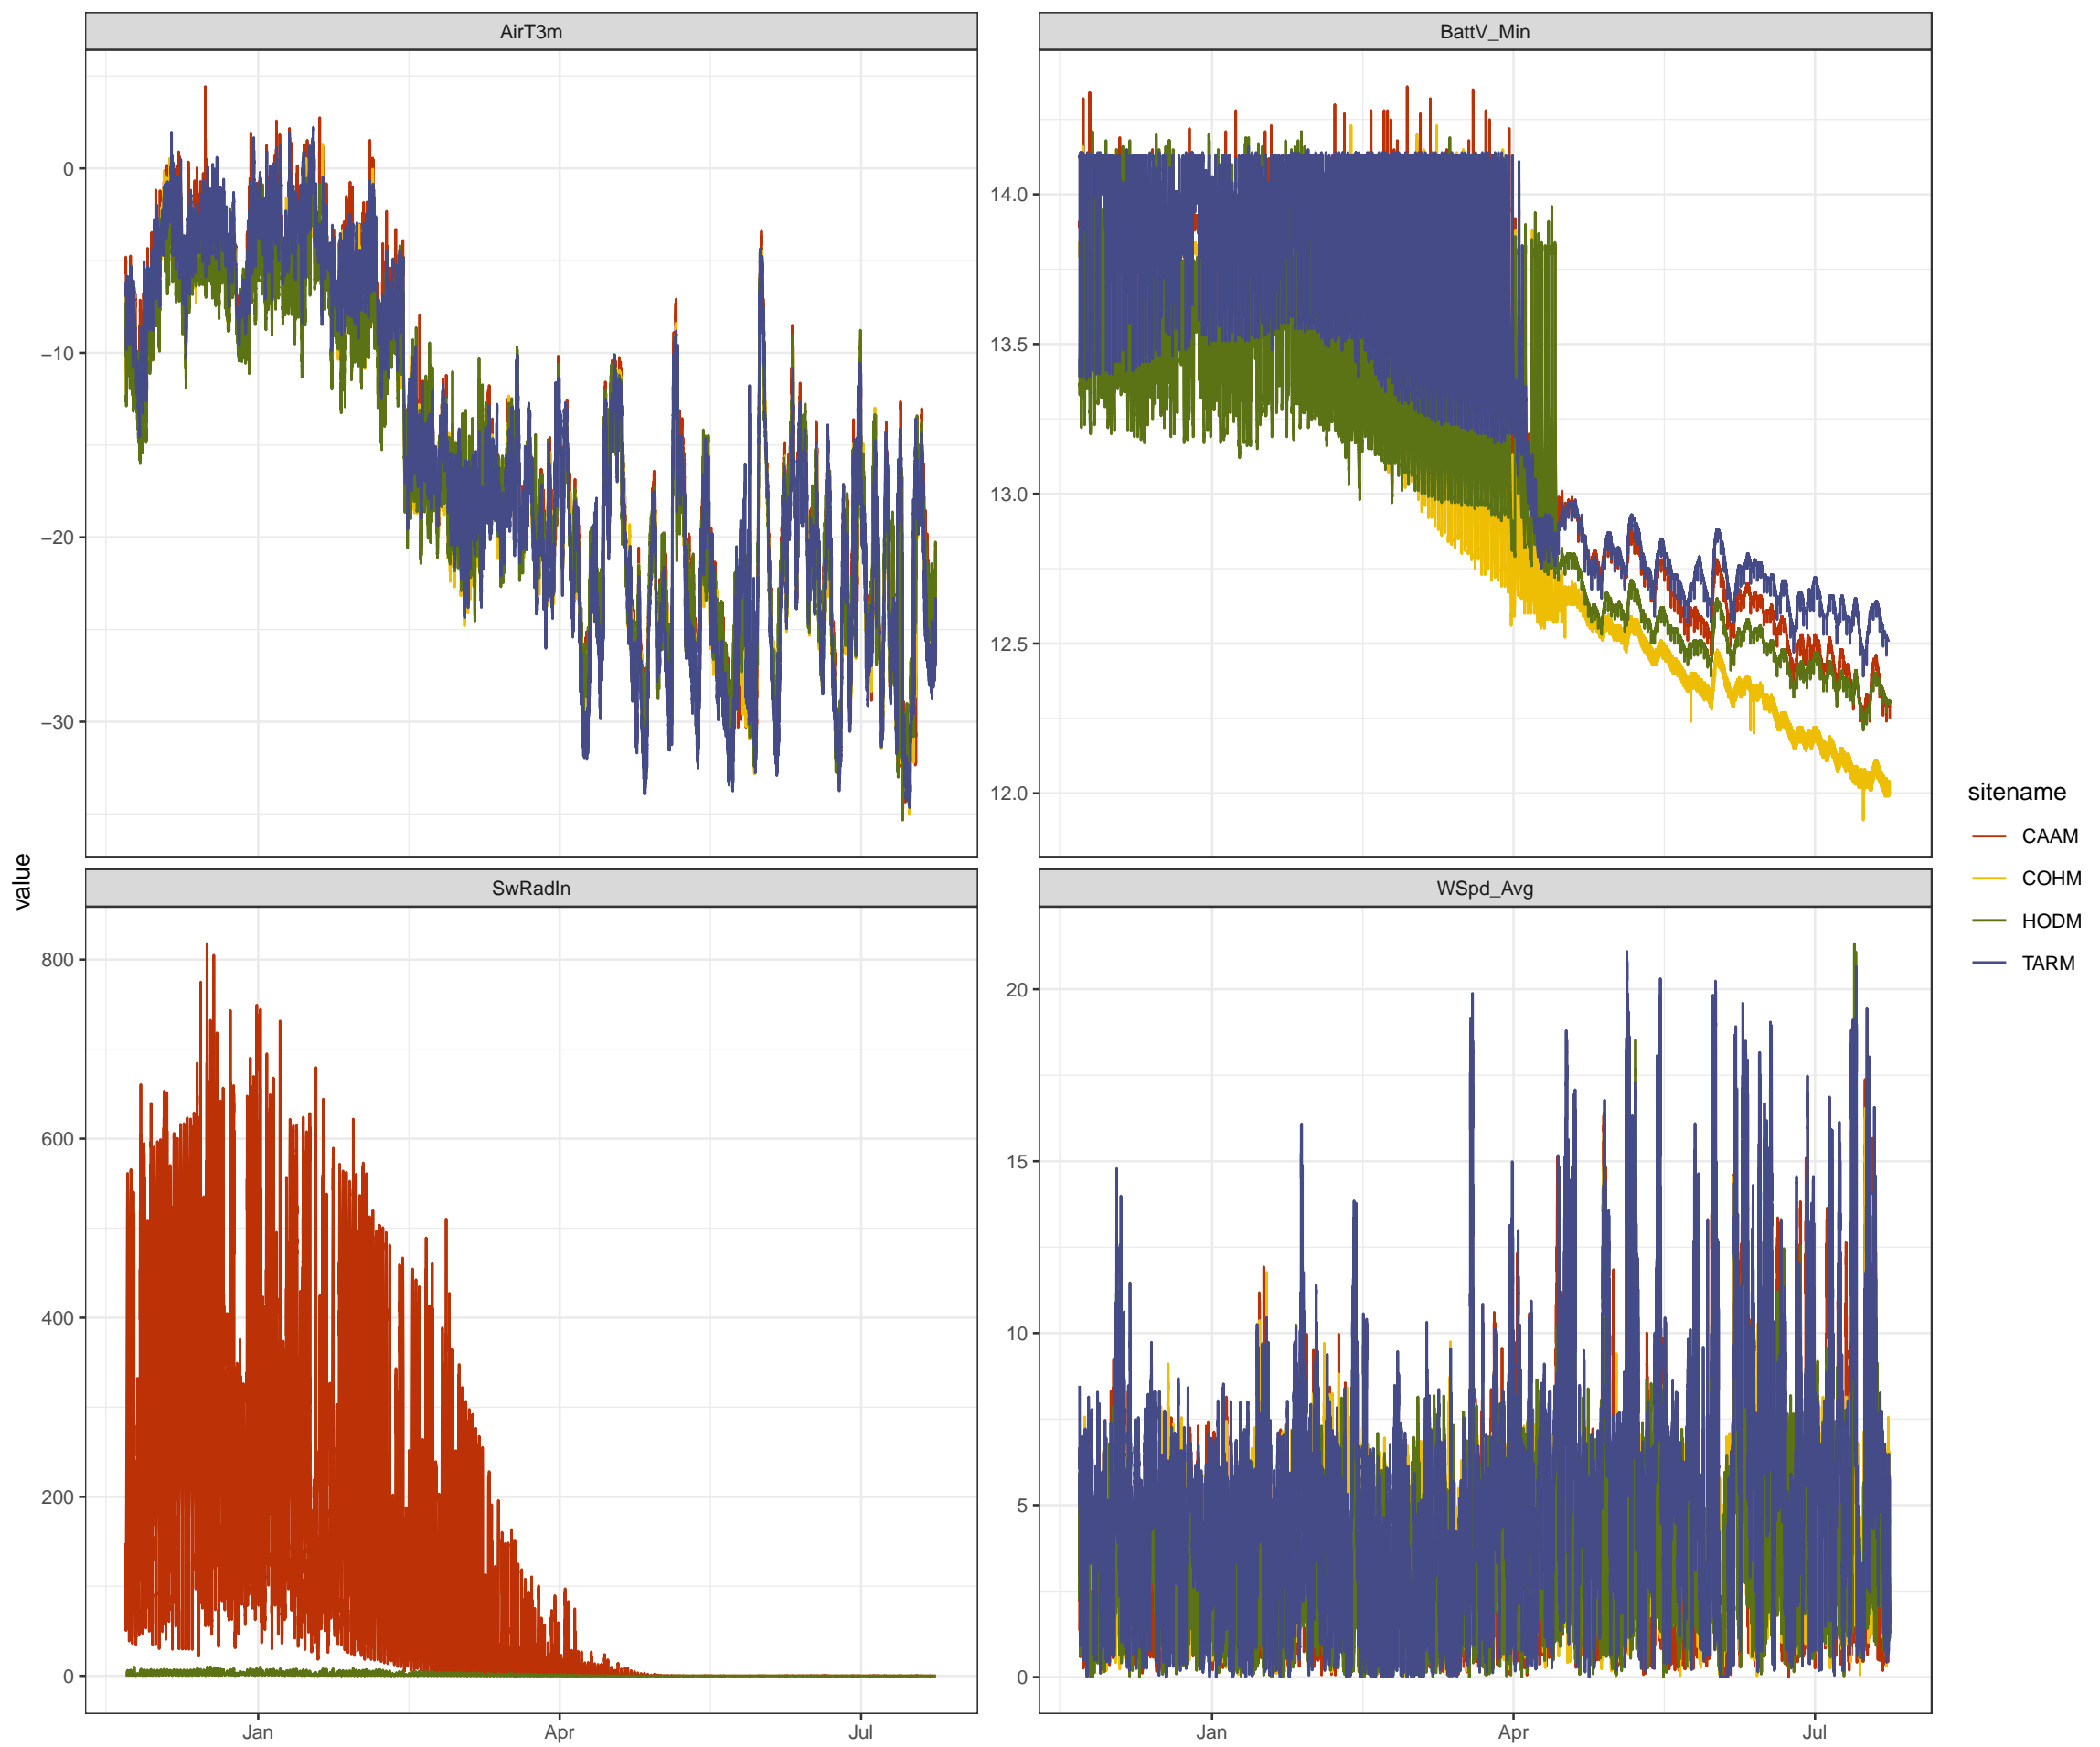 AirT3m
BattV_Min
0
−10
−20
−30
14.0
13.5
13.0
12.5
12.0
value
SwRadIn
WSpd_Avg
800
600
400
200
0
20
15
10
5
0
Jan
Apr
Jul
Jan
Apr
Jul
sitename
CAAM
COHM
HODM
TARM